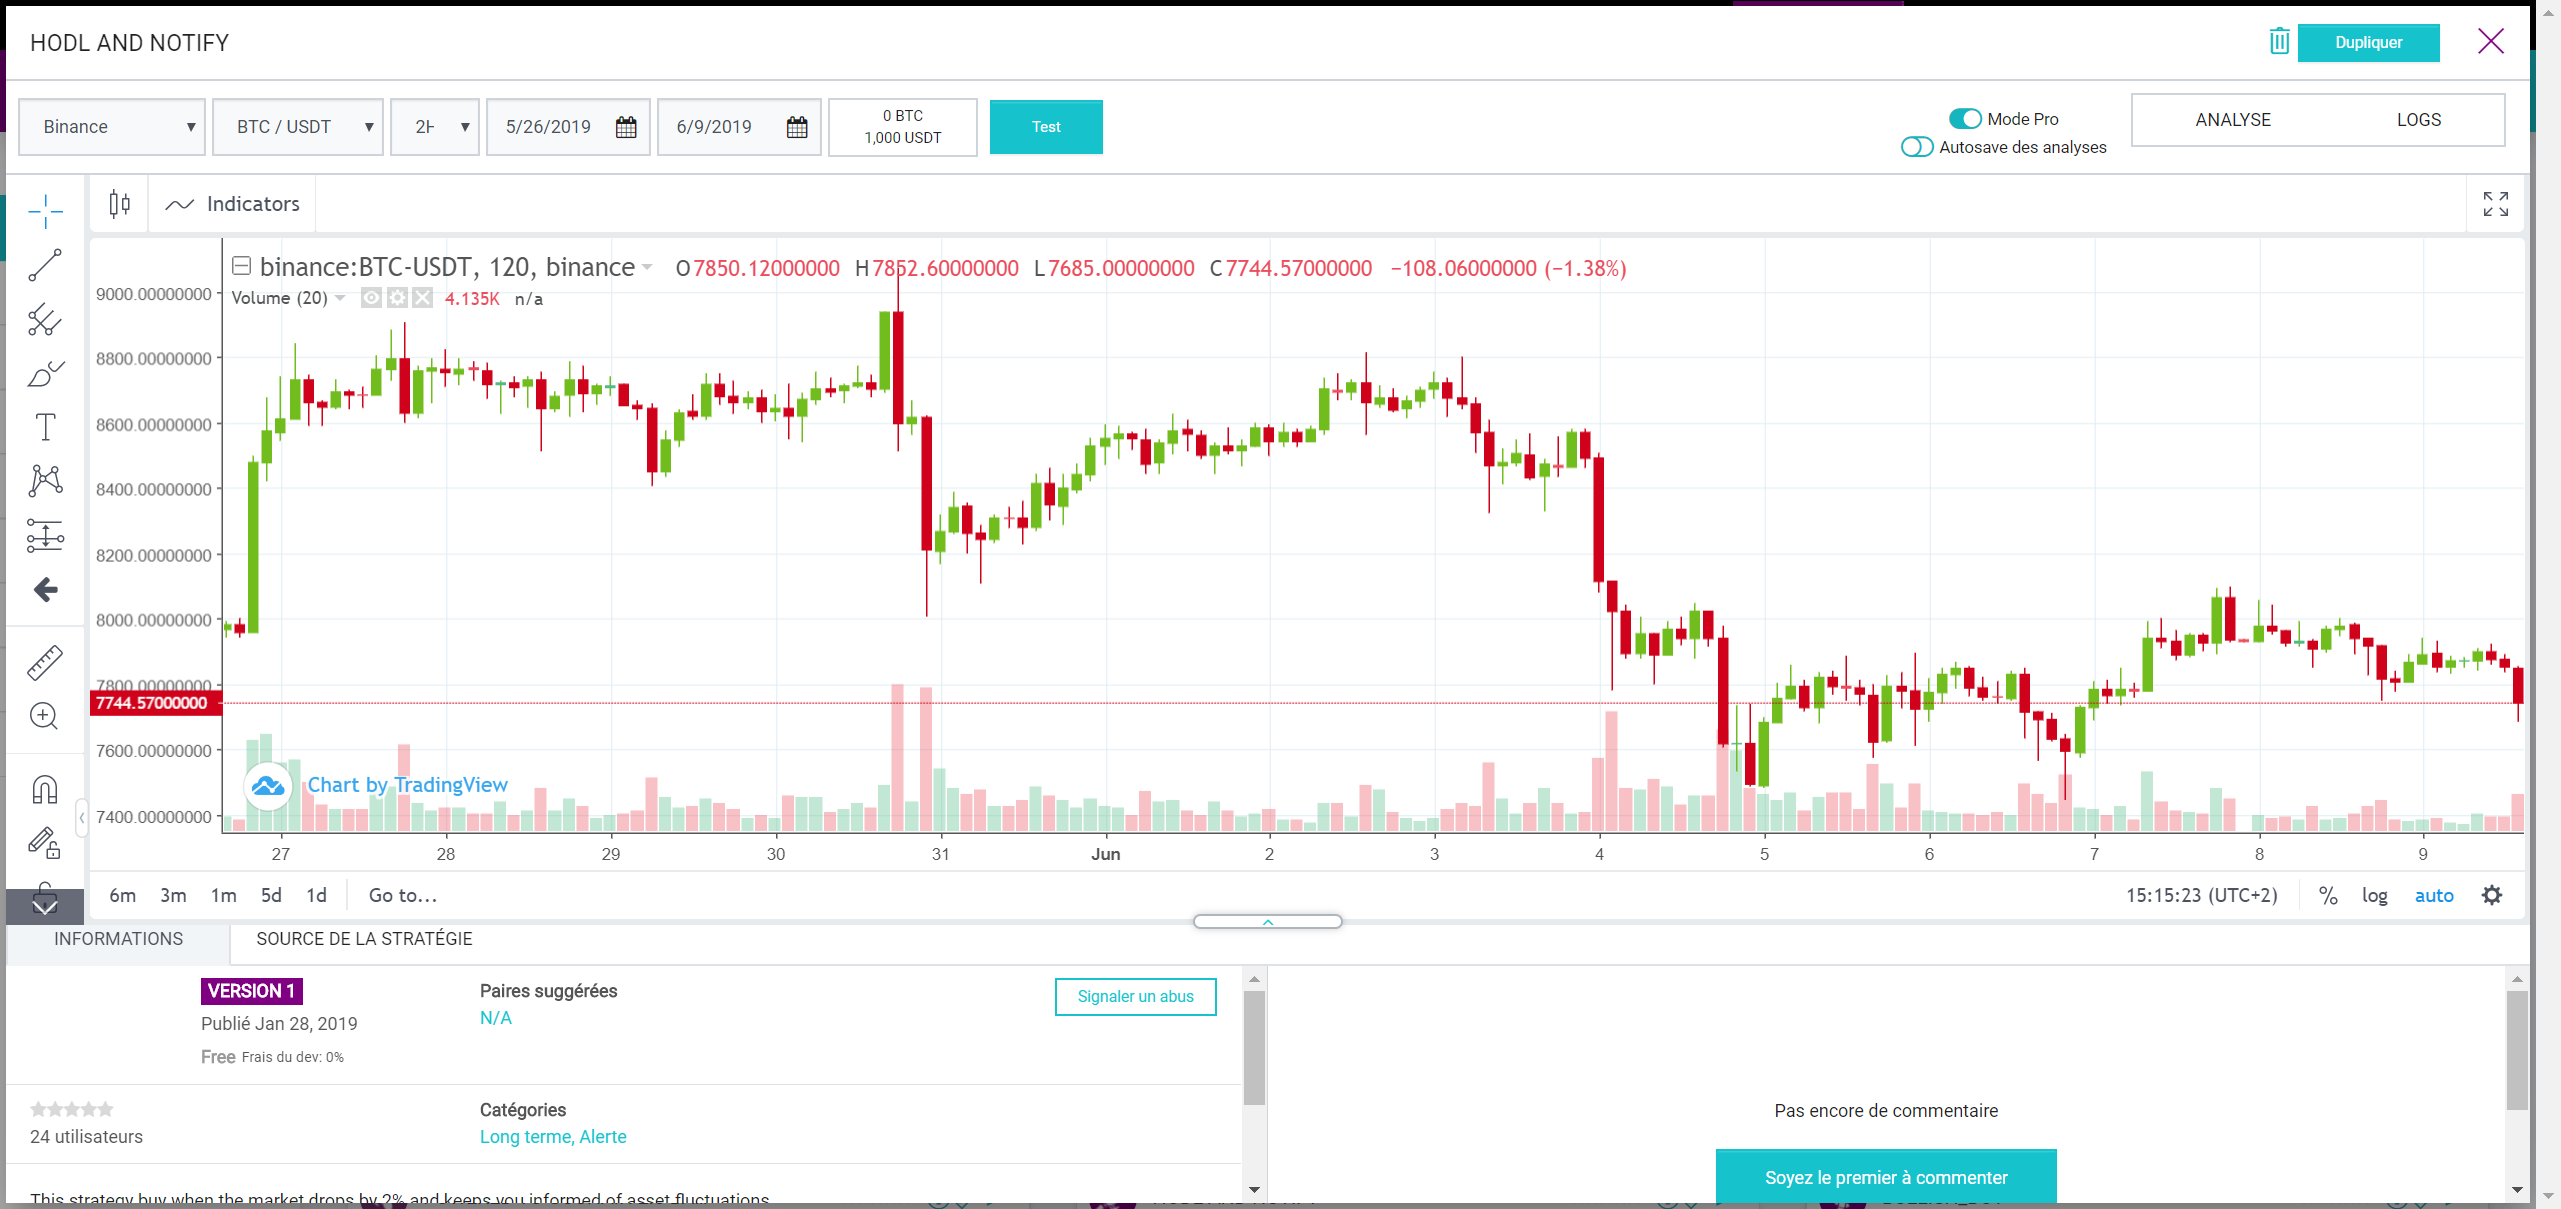 HODL AND NOTIFY
Dupliquer
Binance
BTC / USDT
5/26/2019
6/9/2019
0 BTC
1,000 USDT
Test
Mode Pro
Autosave des analyses
ANALYSE
LOGS
Indicators
binance:BTC-USDT, 120, binance
O7850.12000000 H7852.60000000 L7685.00000000 C7744.57000000 −108.06000000 (−1.38%)
Volume (20) 4.135K n/a
9000.00000000
8800.00000000
8600.00000000
8400.00000000
8200.00000000
8000.00000000
7800.00000000
7744.57000000
7600.00000000
7400.00000000
Chart by TradingView
27 28 29 30 31 Jun 2 3 4 5 6 7 8 9
6m 3m 1m 5d 1d Go to...
15:15:23 (UTC+2) % log auto
INFORMATIONS
SOURCE DE LA STRATÉGIE
VERSION 1
Publié Jan 28, 2019
Free Frais du dev: 0%
Paires suggérées
N/A
Signaler un abus
24 utilisateurs
Catégories
Long terme, Alerte
This strategy buy when the market drops by 2% and keeps you informed of asset fluctuations
Pas encore de commentaire
Soyez le premier à commenter